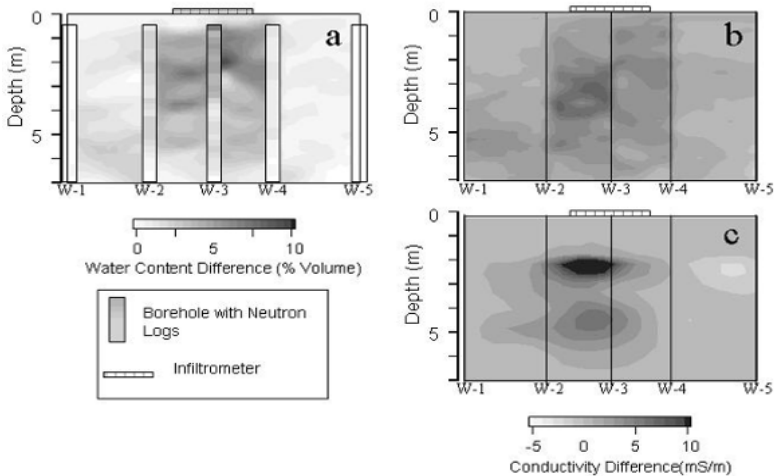 a
0
5
Depth (m)
W-1 W-2 W-3 W-4 W-5
0 5 10
Water Content Difference (% Volume)
Borehole with Neutron
Logs
Infiltrometer
b
0
5
Depth (m)
W-1 W-2 W-3 W-4 W-5
c
0
5
Depth (m)
W-1 W-2 W-3 W-4 W-5
-5 0 10
Conductivity Difference(mS/m)